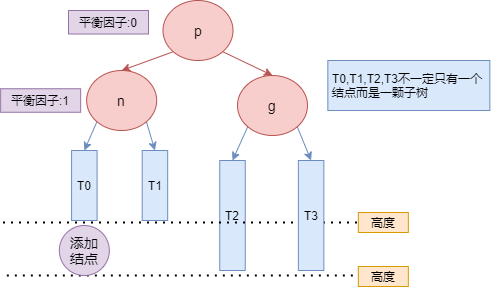 平衡因子:0
p
平衡因子:1
n
g
T0,T1,T2,T3不一定只有一个
结点而是一颗子树
T0
T1
T2
T3
高度
添加
结点
高度